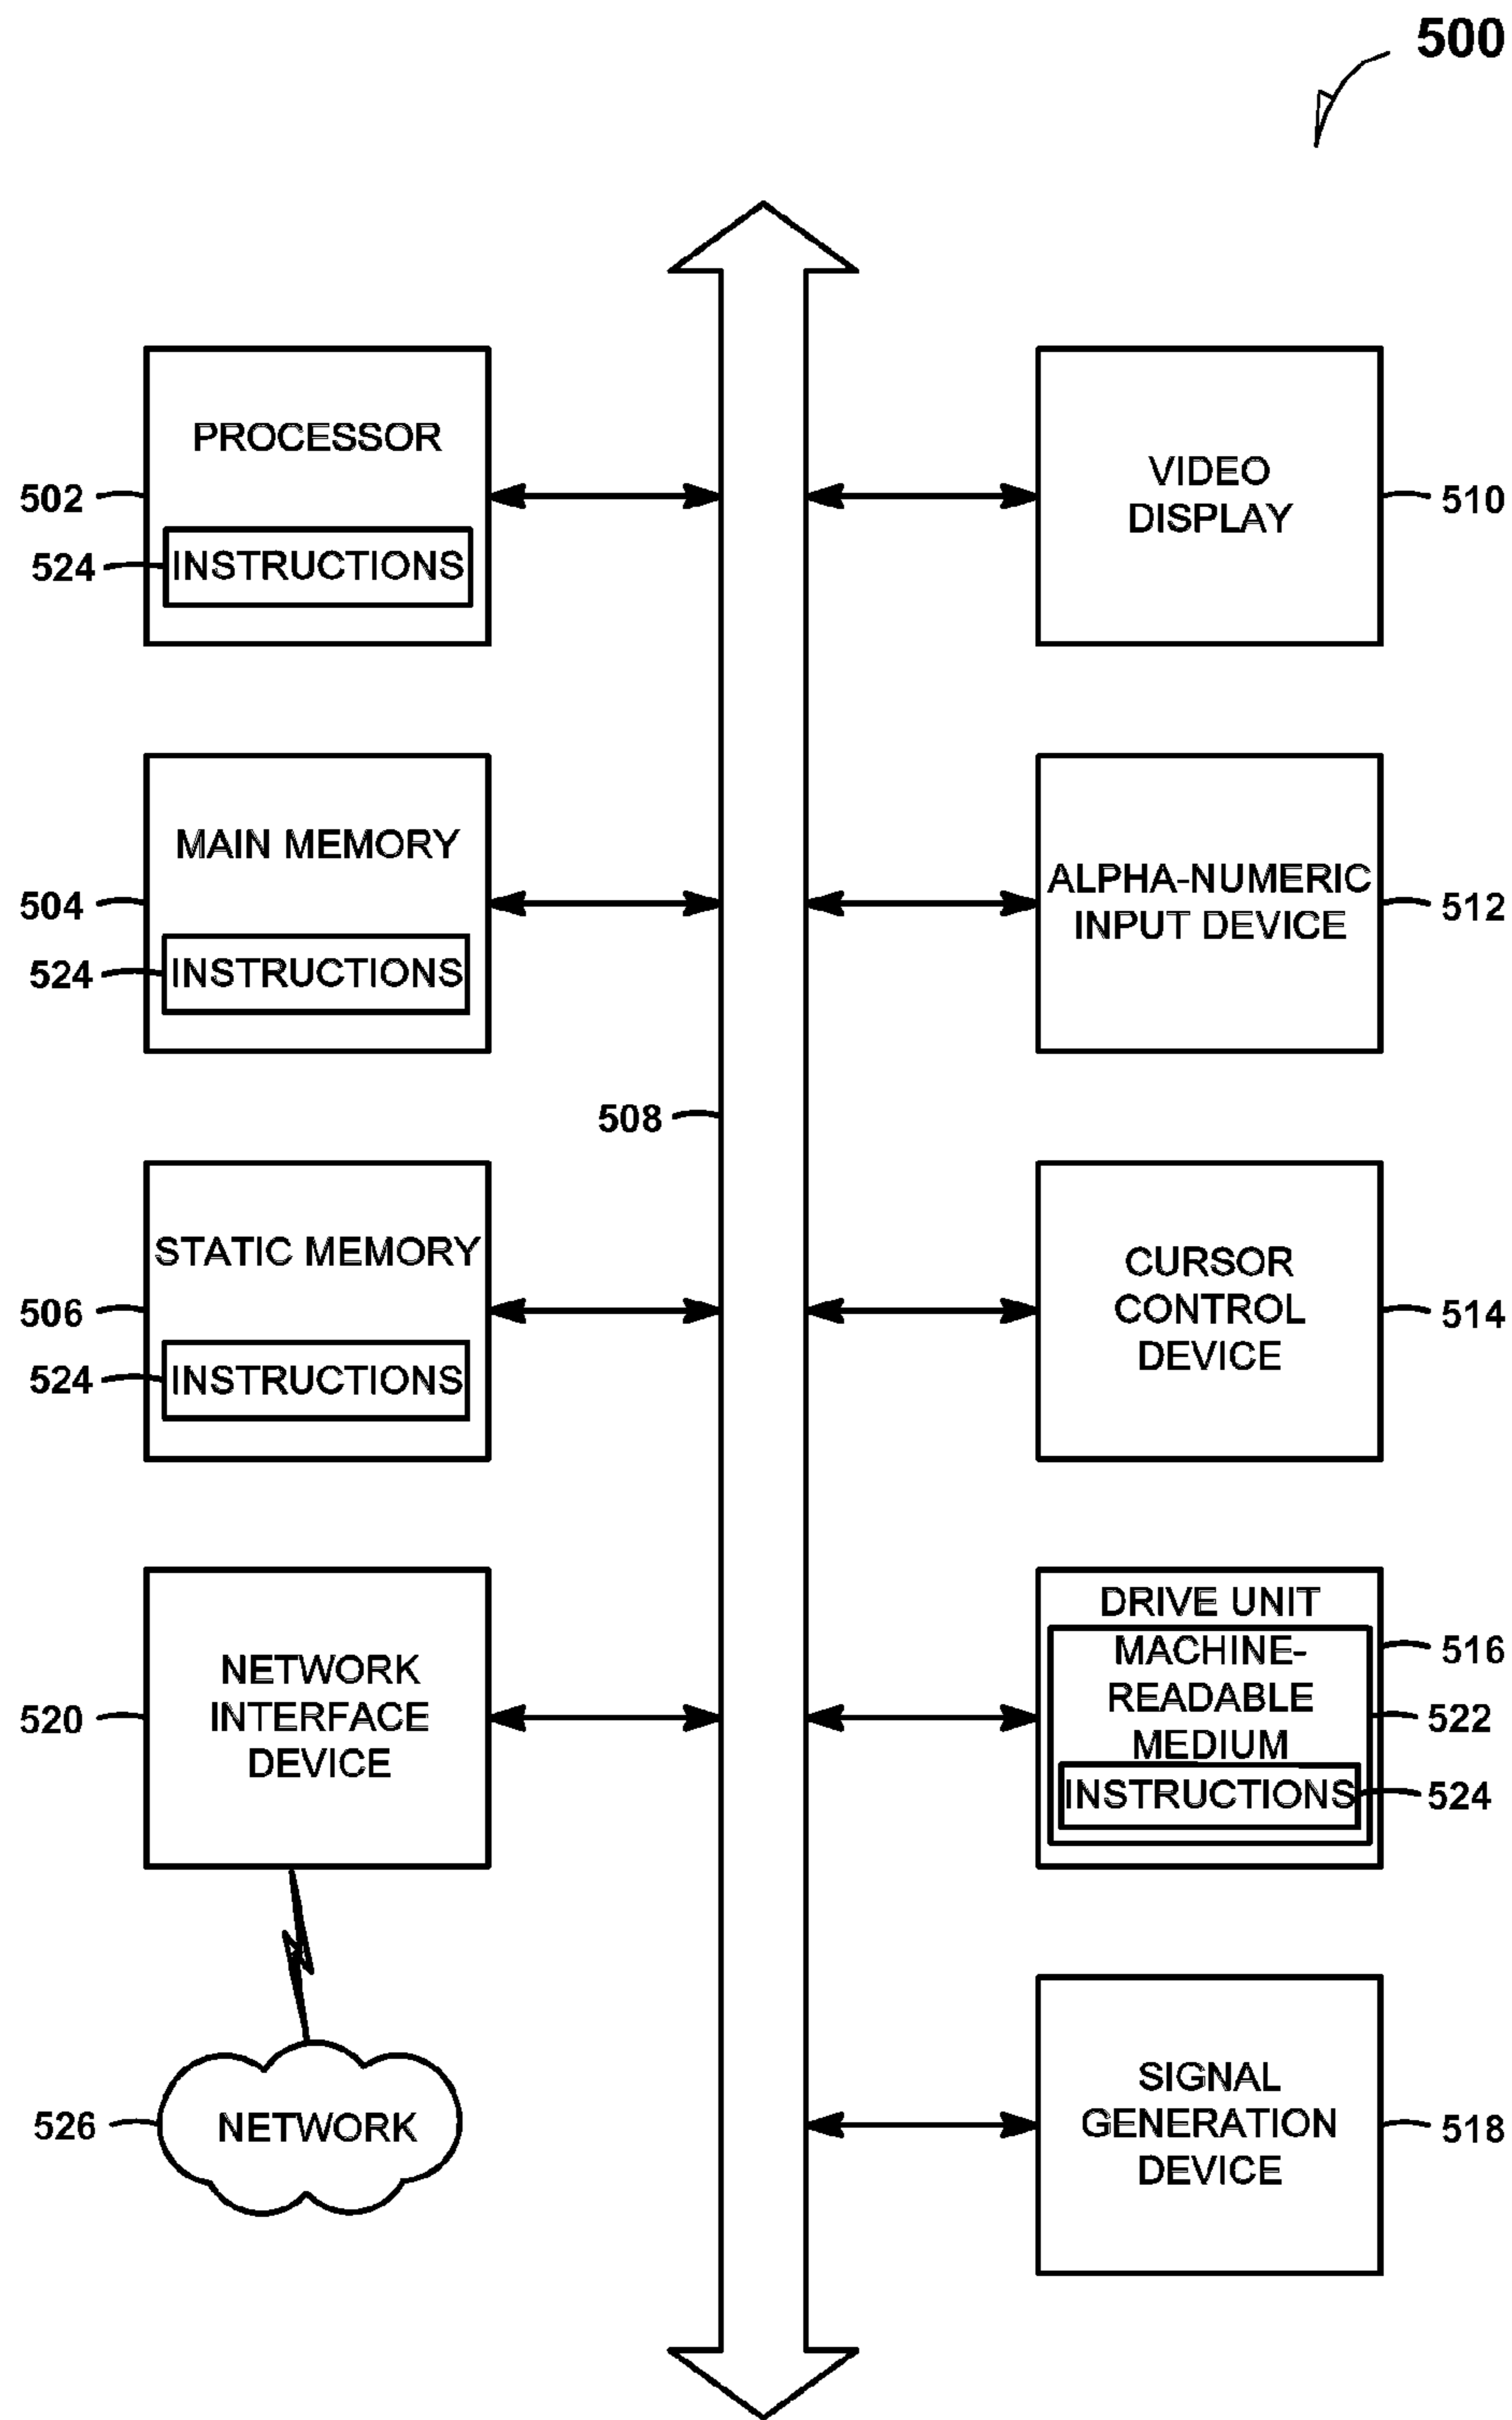 500
PROCESSOR
502
524
INSTRUCTIONS
VIDEO
DISPLAY
510
MAIN MEMORY
504
524
INSTRUCTIONS
ALPHA-NUMERIC
INPUT DEVICE
512
508
STATIC MEMORY
506
524
INSTRUCTIONS
CURSOR
CONTROL
DEVICE
514
NETWORK
INTERFACE
DEVICE
520
DRIVE UNIT
MACHINE-
READABLE
MEDIUM
INSTRUCTIONS
516
522
524
526
NETWORK
SIGNAL
GENERATION
DEVICE
518